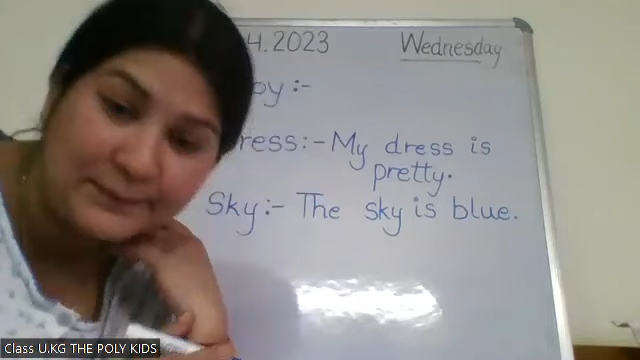 4.2023 Wednesday
py:-
ress:- My dress is
pretty.
Sky:- The sky is blue.
Class U.KG THE POLY KIDS